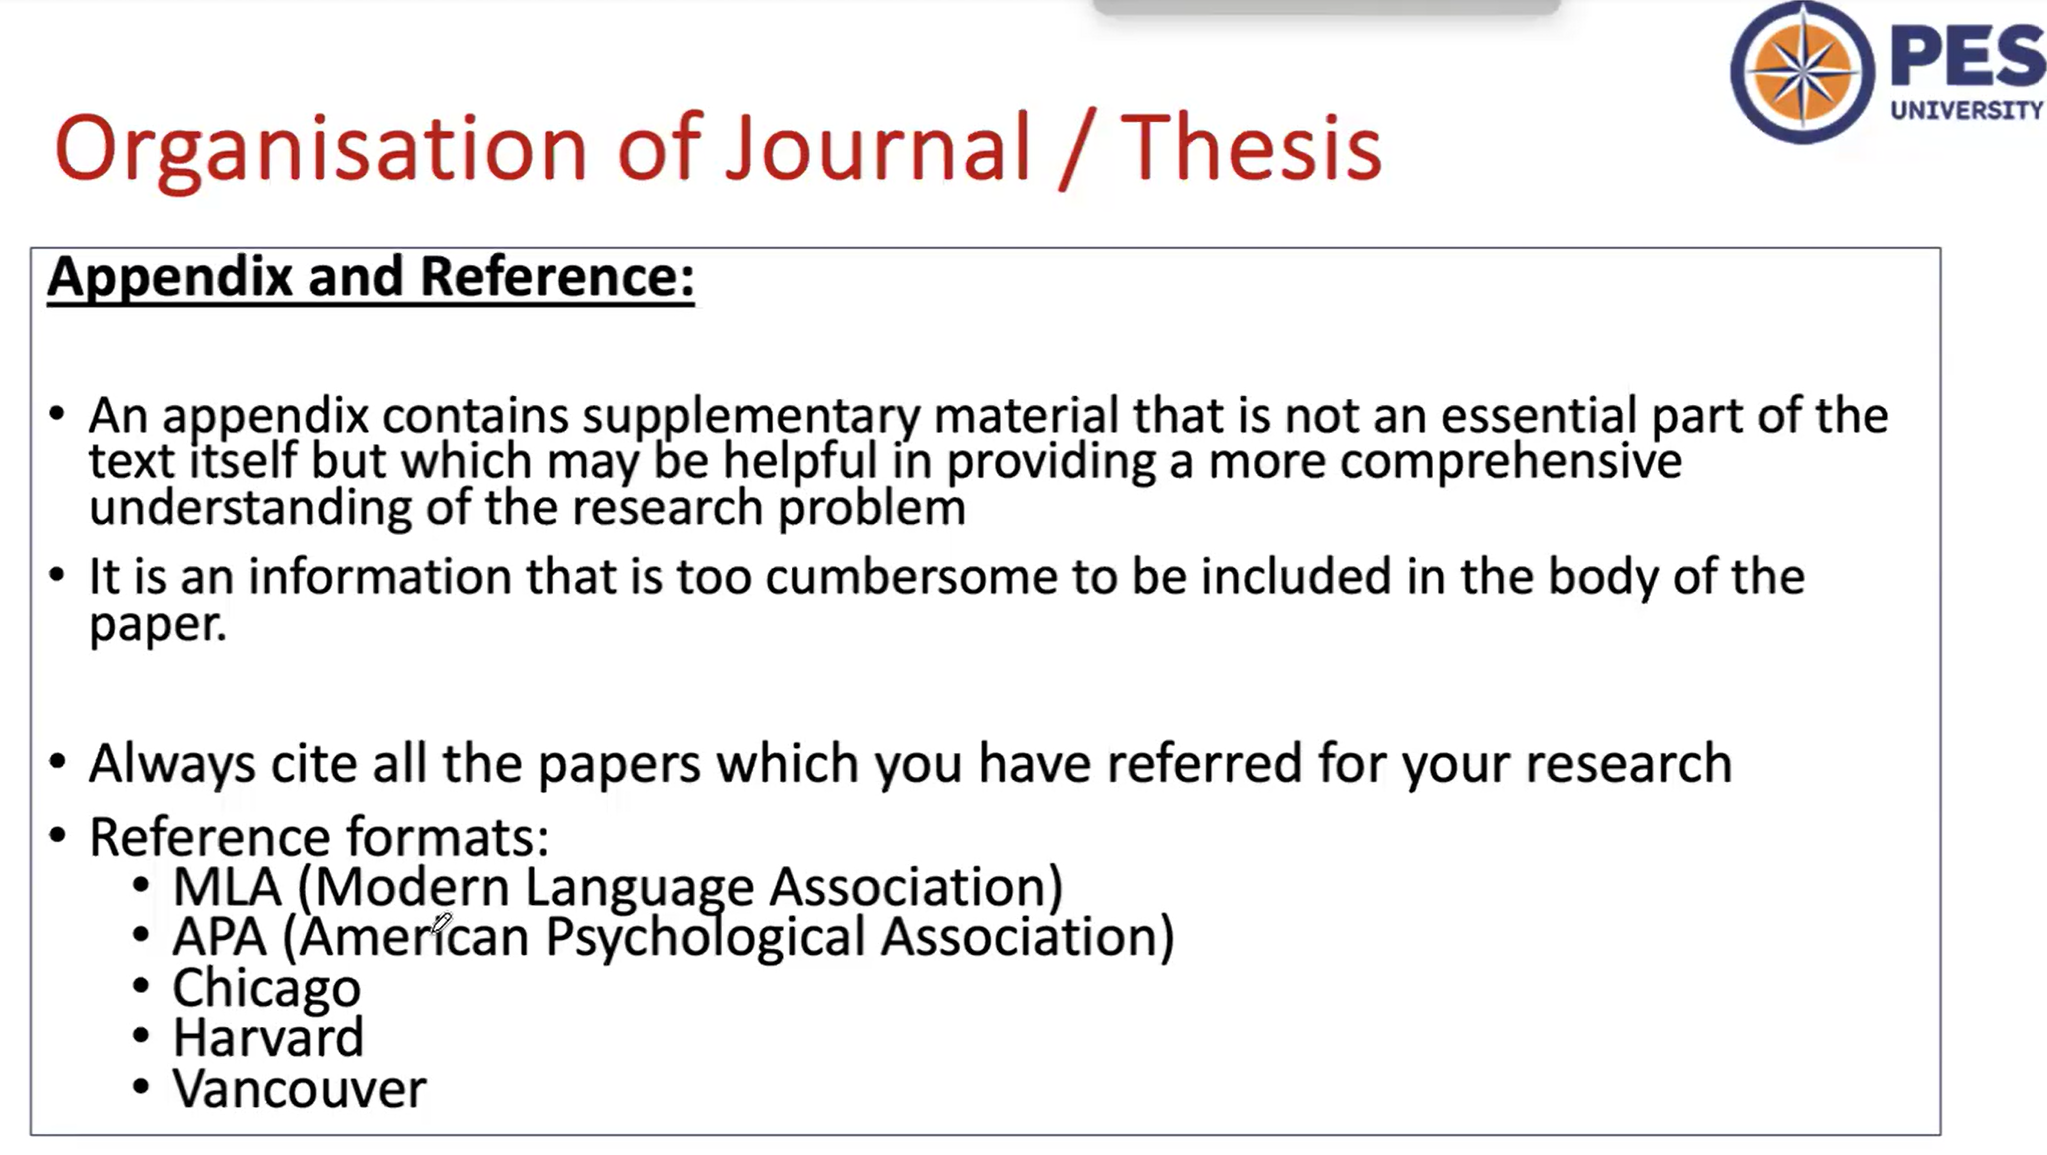 PES
UNIVERSITY
Organisation of Journal / Thesis
Appendix and Reference:
• An appendix contains supplementary material that is not an essential part of the
text itself but which may be helpful in providing a more comprehensive
understanding of the research problem
• It is an information that is too cumbersome to be included in the body of the
paper.
• Always cite all the papers which you have referred for your research
• Reference formats:
• MLA (Modern Language Association)
• APA (American Psychological Association)
• Chicago
• Harvard
• Vancouver